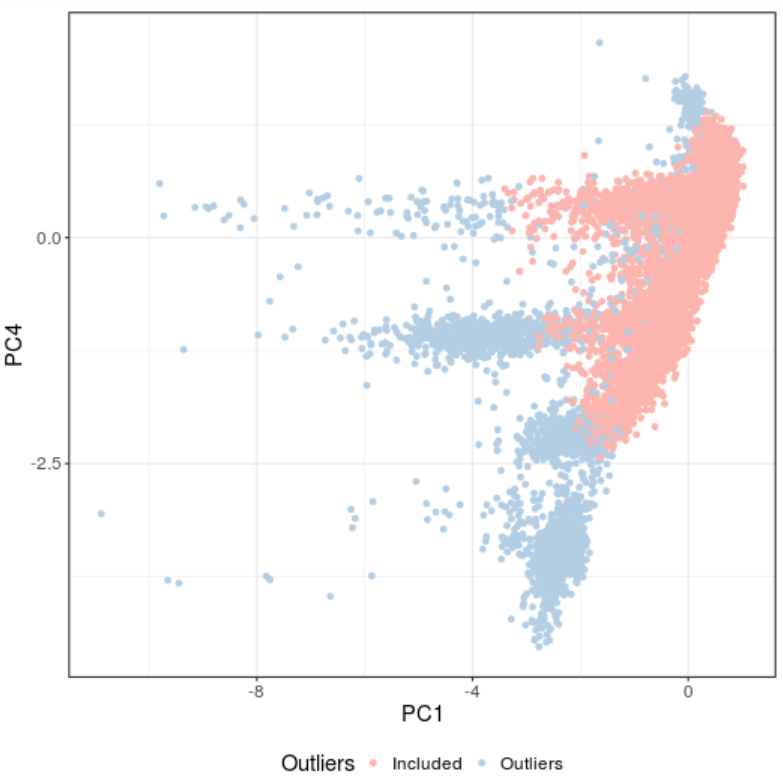 PC4
0.0
-2.5
-8 -4 0
PC1
Outliers Included Outliers